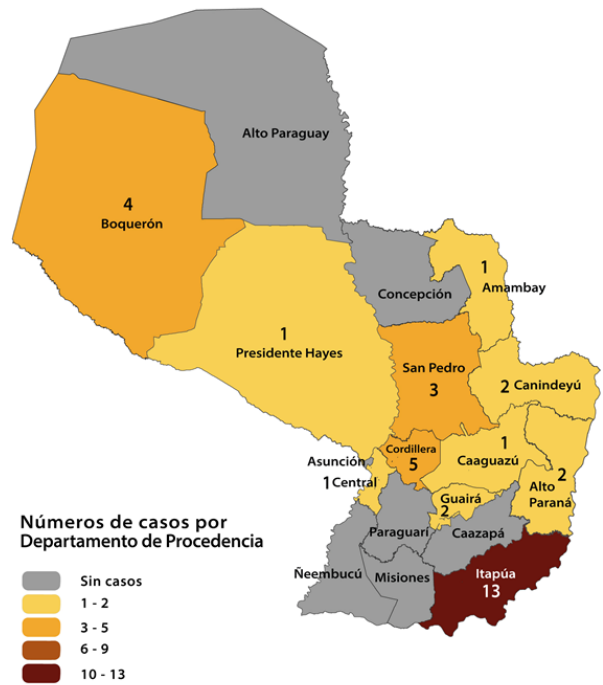 Alto Paraguay
4
Boquerón
Concepción
1
Amambay
1
Presidente Hayes
San Pedro
3
2 Canindeyú
Cordillera
5
1
Caaguazú
Asunción
1 Central
2
Alto
Paraná
Guairá
2
Paraguarí
Caazapá
Ñeembucú
Misiones
Itapúa
13
Números de casos por
Departamento de Procedencia
Sin casos
1 - 2
3 - 5
6 - 9
10 - 13